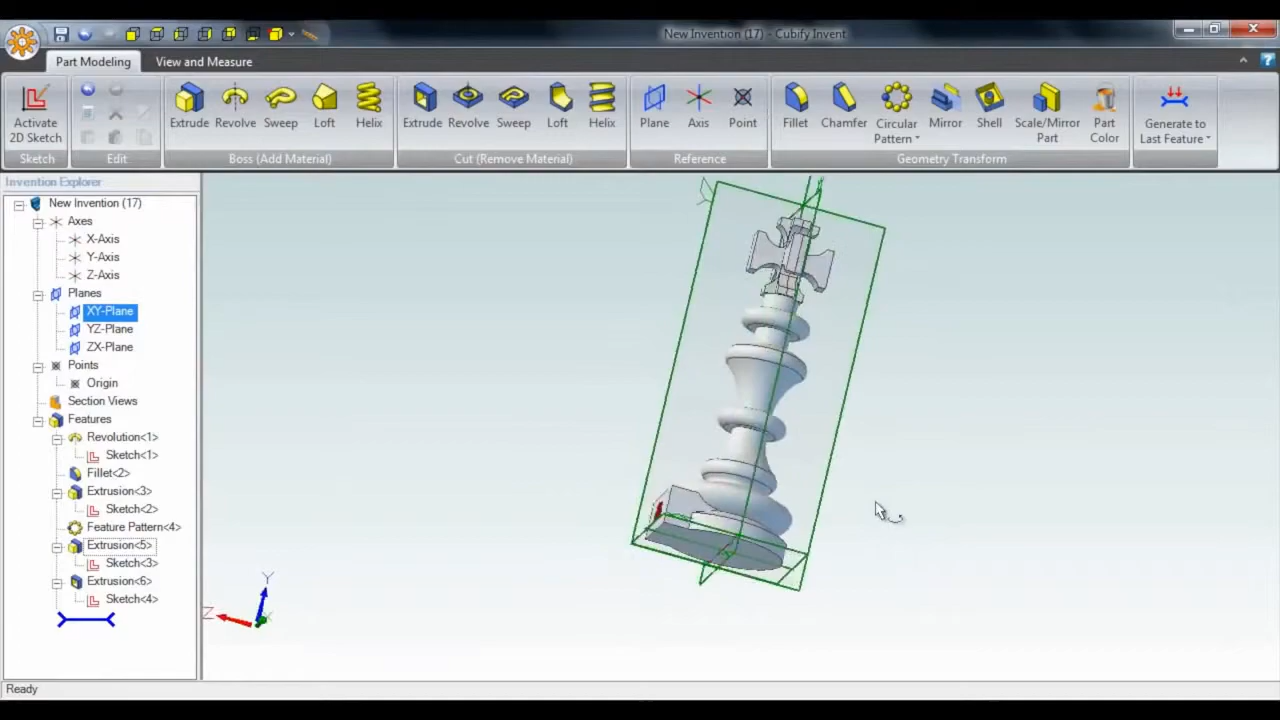 New Invention (17) - Cubify Invent
Part Modeling
View and Measure
Activate
2D Sketch
Extrude
Revolve
Sweep
Loft
Helix
Extrude
Revolve
Sweep
Loft
Helix
Plane
Axis
Point
Fillet
Chamfer
Circular
Pattern
Mirror
Shell
Scale/Mirror
Part
Part
Color
Generate to
Last Feature
Sketch
Edit
Boss (Add Material)
Cut (Remove Material)
Reference
Geometry Transform
Invention Explorer
New Invention (17)
Axes
X-Axis
Y-Axis
Z-Axis
Planes
XY-Plane
YZ-Plane
ZX-Plane
Points
Origin
Section Views
Features
Revolution<1>
Sketch<1>
Fillet<2>
Extrusion<3>
Sketch<2>
Feature Pattern<4>
Extrusion<5>
Sketch<3>
Extrusion<6>
Sketch<4>
Y
Z
X
Ready